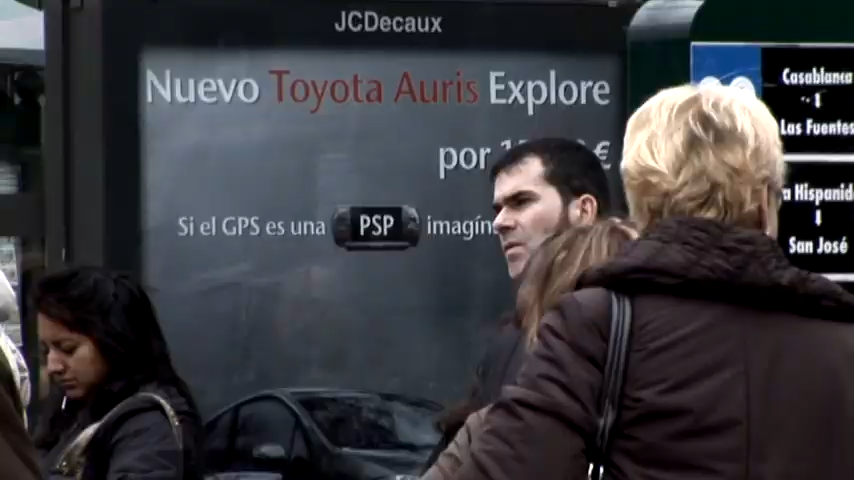 JCDecaux
Nuevo Toyota Auris Explore
por €
Si el GPS es una PSP
Casablanca
Las Fuentes
San José